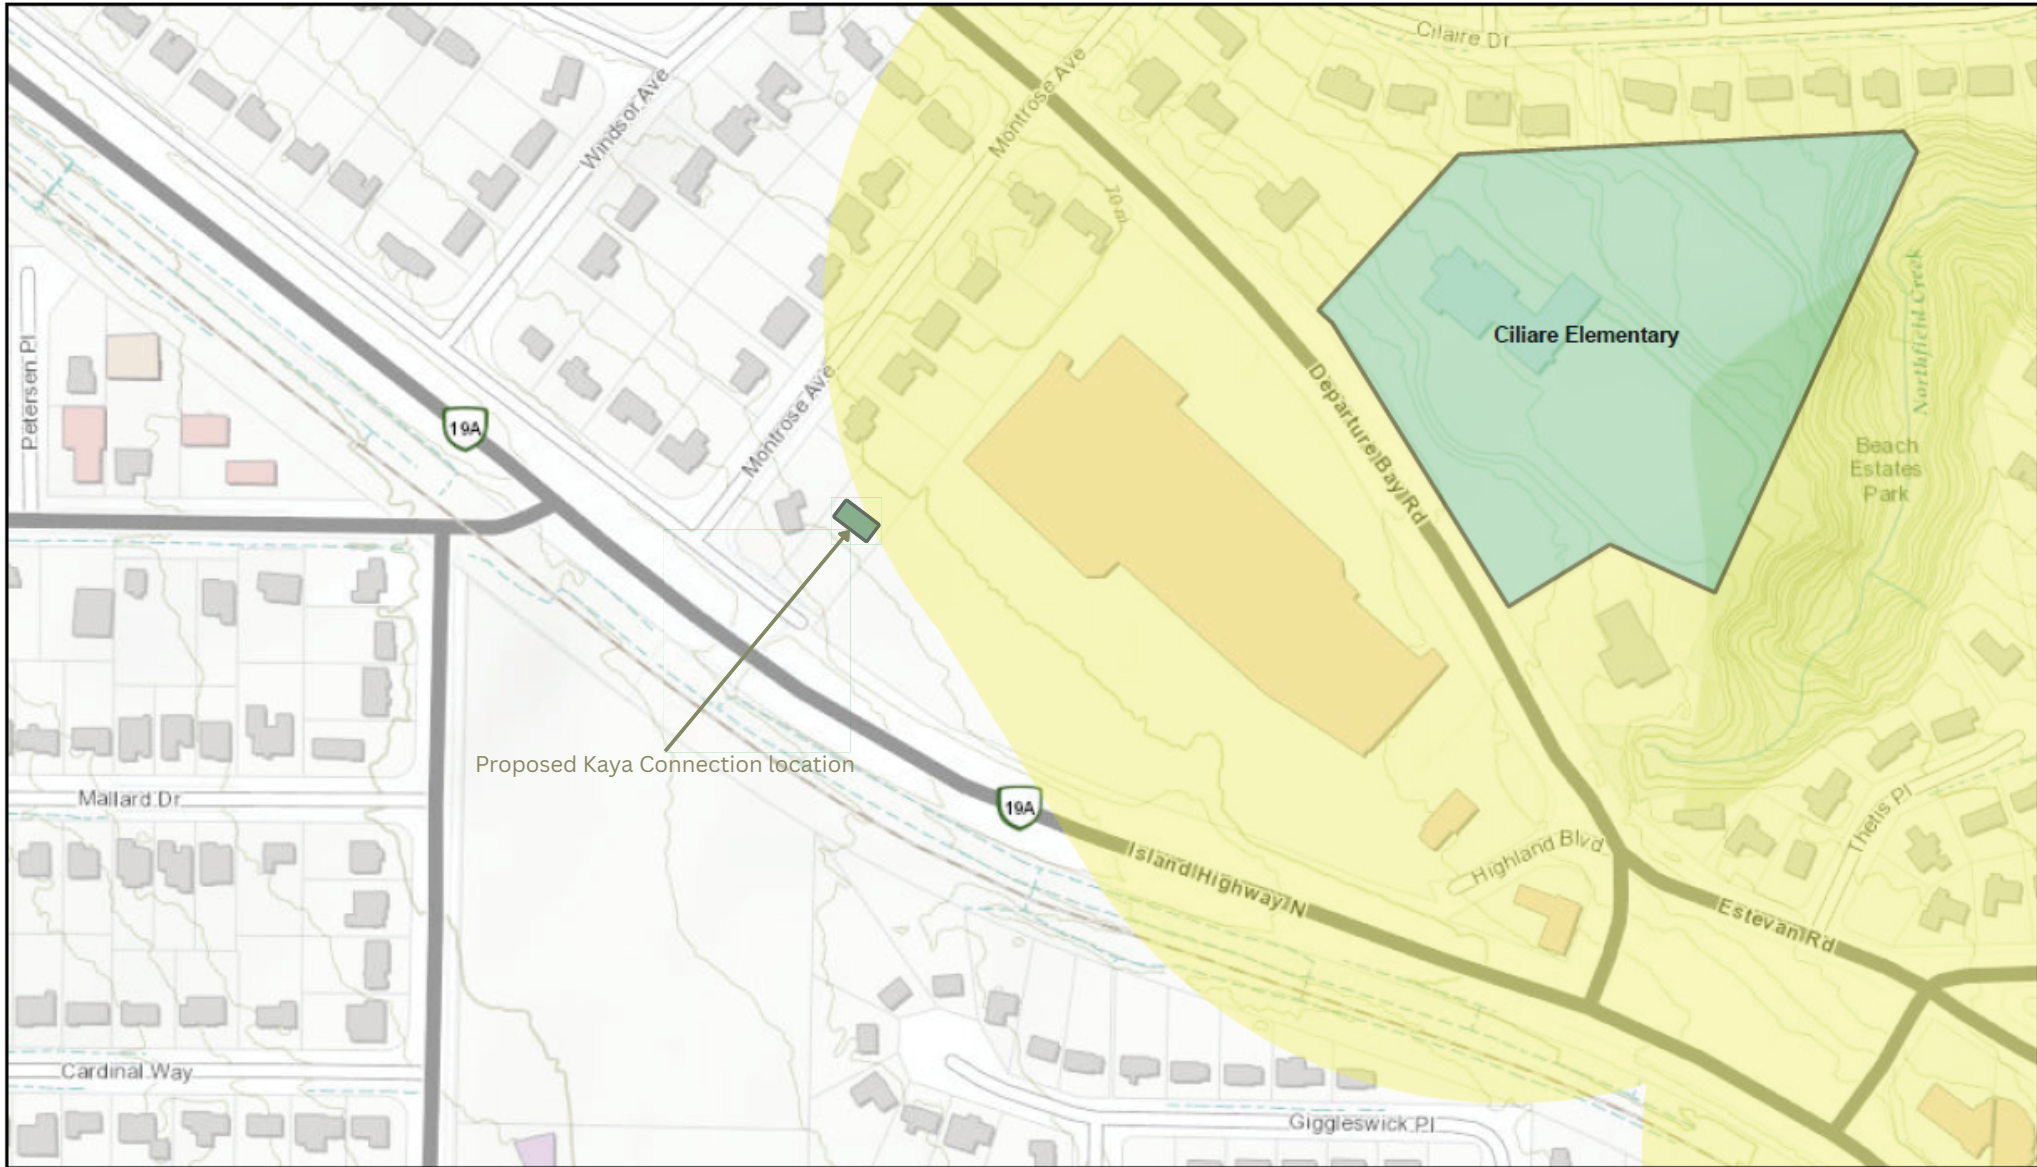 Cilaire Dr
Montrose Ave
Windsor Ave
70 m
Northfield Creek
Ciliare Elementary
Petersen Pl
19A
Montrose Ave
Departure Bay Rd
Beach
Estates
Park
Proposed Kaya Connection location
Mallard Dr
19A
Thetis Pl
Highland Blvd
Island Highway N
Estevan Rd
Cardinal Way
Giggleswick Pl